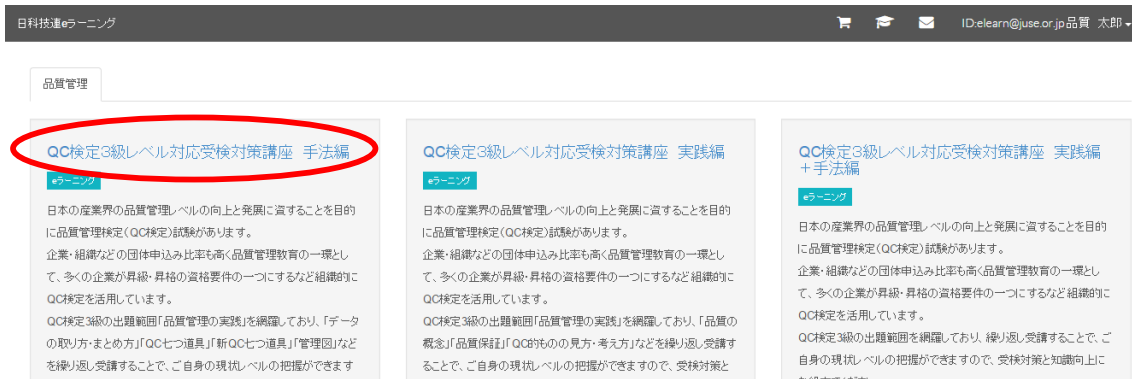 日科技連eラーニング
ID:elearn@juse.or.jp品質 太郎
品質管理
QC検定3級レベル対応受検対策講座 手法編
eラーニング
日本の産業界の品質管理レベルの向上と発展に資することを目的
に品質管理検定(QC検定)試験があります。
企業・組織などの団体申込み比率も高く品質管理教育の一環とし
て、多くの企業が昇級・昇格の資格要件の一つにするなど組織的に
QC検定を活用しています。
QC検定3級の出題範囲「品質管理の実践」を網羅しており、「データ
の取り方・まとめ方」「QC七つ道具」「新QC七つ道具」「管理図」など
を繰り返し受講することで、ご自身の現状レベルの把握ができます
QC検定3級レベル対応受検対策講座 実践編
eラーニング
日本の産業界の品質管理レベルの向上と発展に資することを目的
に品質管理検定(QC検定)試験があります。
企業・組織などの団体申込み比率も高く品質管理教育の一環とし
て、多くの企業が昇級・昇格の資格要件の一つにするなど組織的に
QC検定を活用しています。
QC検定3級の出題範囲「品質管理の実践」を網羅しており、「品質の
概念」「品質保証」「QC的ものの見方・考え方」などを繰り返し受講す
ることで、ご自身の現状レベルの把握ができますので、受検対策と
QC検定3級レベル対応受検対策講座 実践編
+手法編
eラーニング
日本の産業界の品質管理レベルの向上と発展に資することを目的
に品質管理検定(QC検定)試験があります。
企業・組織などの団体申込み比率も高く品質管理教育の一環とし
て、多くの企業が昇級・昇格の資格要件の一つにするなど組織的に
QC検定を活用しています。
QC検定3級の出題範囲を網羅しており、繰り返し受講することで、ご
自身の現状レベルの把握ができますので、受検対策と知識向上に